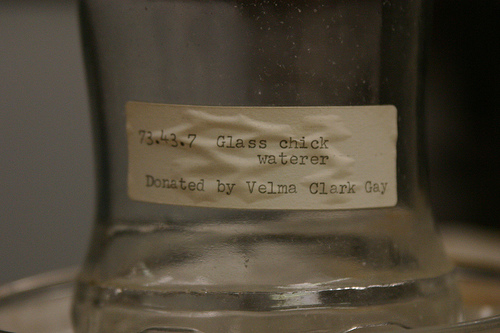 73.43.7 Glass chick
waterer
Donated by Velma Clark Gay